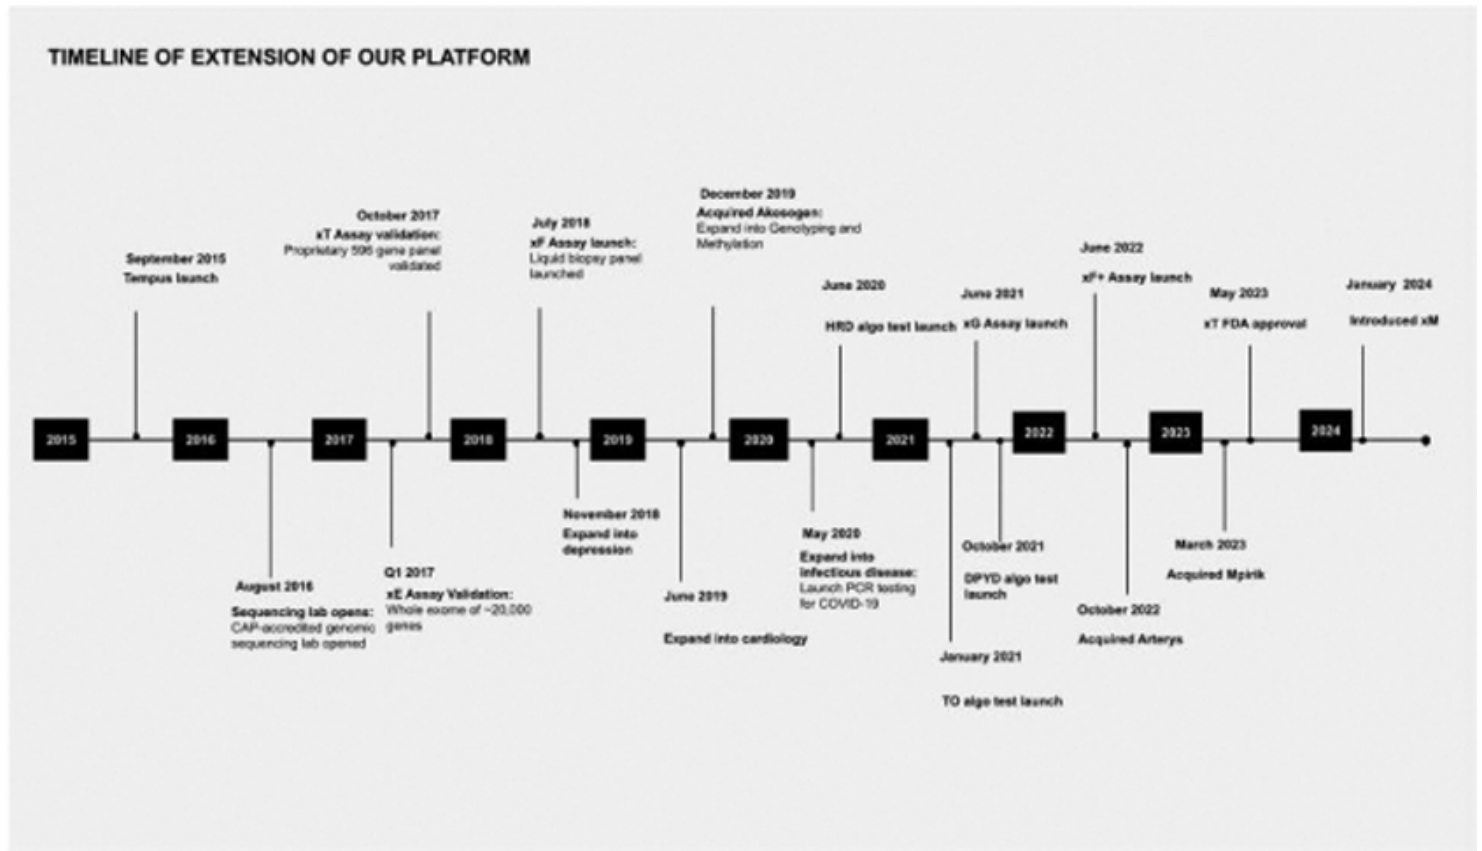 TIMELINE OF EXTENSION OF OUR PLATFORM
September 2015
Tempus launch
October 2017
xT Assay validation:
Proprietary 596 gene panel
validated
July 2018
xF Assay launch:
Liquid biopsy panel
launched
December 2019
Acquired Akesogen:
Expand into Genotyping and
Methylation
June 2020
HRD algo test launch
June 2021
xG Assay launch
June 2022
xF+ Assay launch
May 2023
xT FDA approval
January 2024
Introduced xM
2015
2016
2017
2018
2019
2020
2021
2022
2023
2024
August 2016
Sequencing lab opens:
CAP-accredited genomic
sequencing lab opened
Q1 2017
xE Assay Validation:
Whole exome of ~20,000
genes
November 2018
Expand into
depression
June 2019
Expand into cardiology
May 2020
Expand into
infectious disease:
Launch PCR testing
for COVID-19
January 2021
TO algo test launch
October 2021
DPYD algo test
launch
October 2022
Acquired Arterys
March 2023
Acquired Mpirik